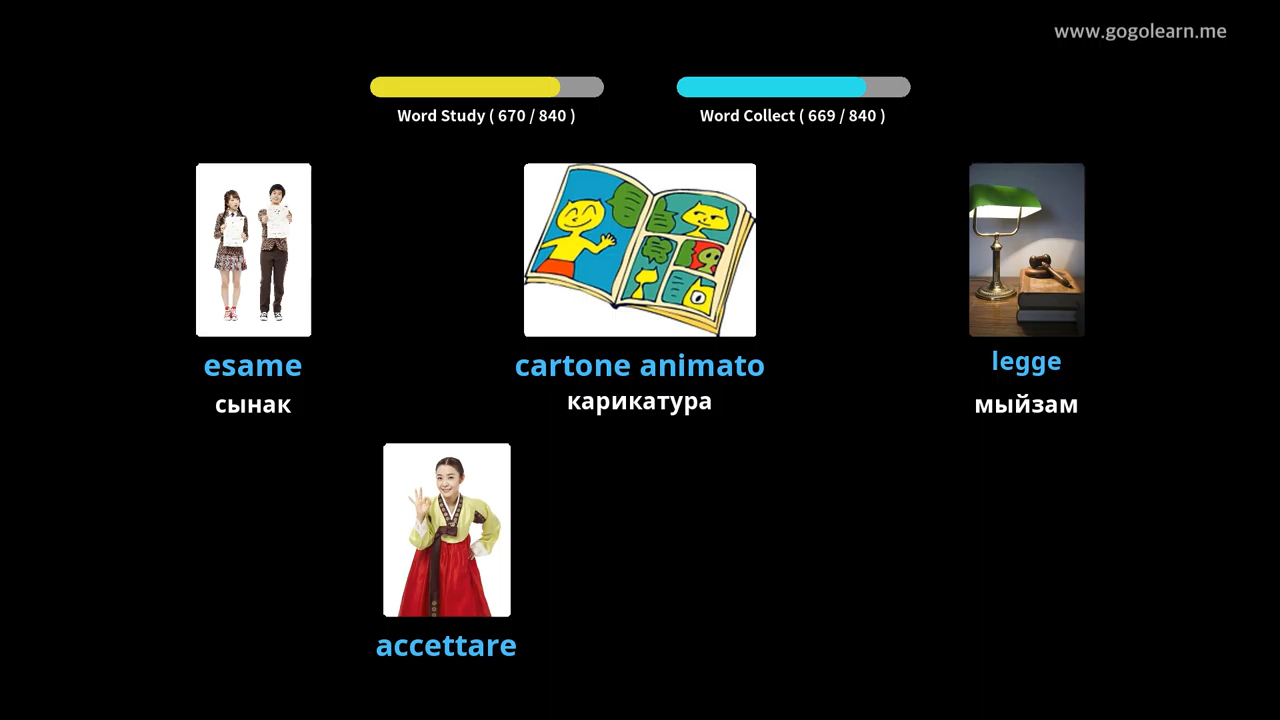 www.gogolearn.me
Word Study ( 670 / 840 )
Word Collect ( 669 / 840 )
esame
сынак
cartone animato
карикатура
legge
мыйзам
accettare